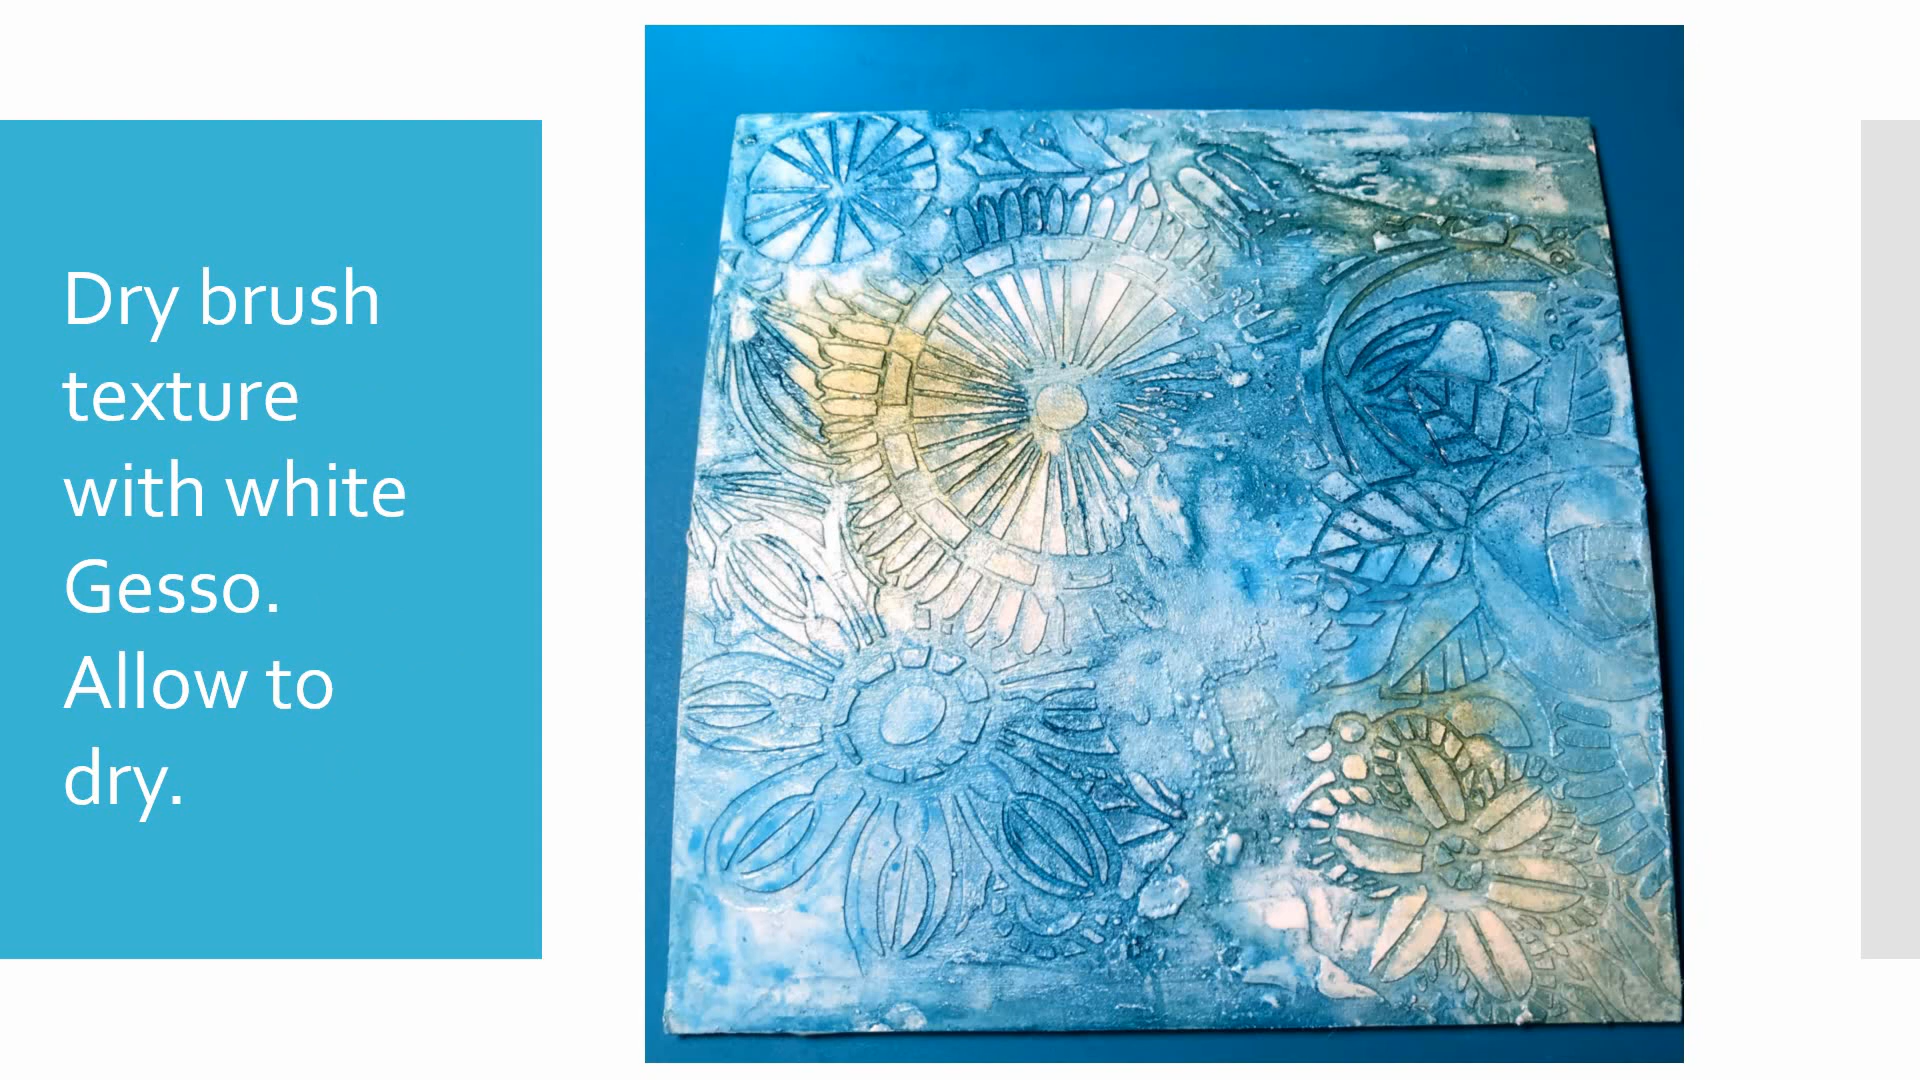 Dry brush
texture
with white
Gesso.
Allow to
dry.